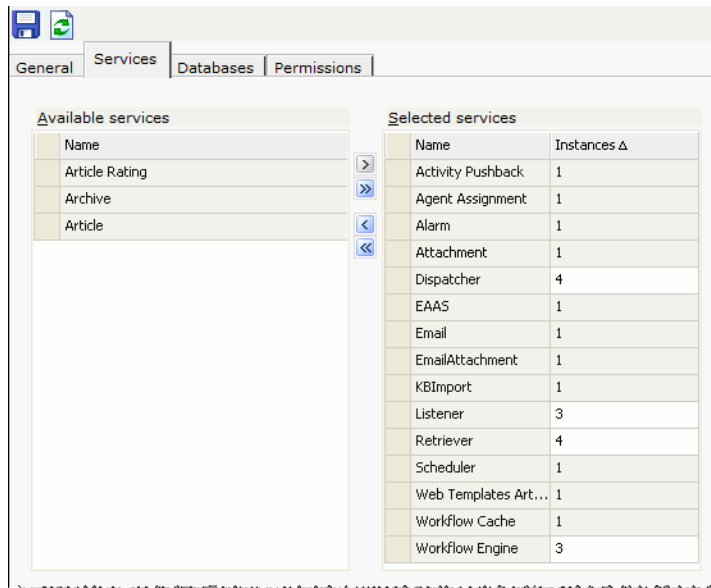 General Services Databases Permissions
Available services
Name
Article Rating
Archive
Article
Selected services
Name Instances Δ
Activity Pushback 1
Agent Assignment 1
Alarm 1
Attachment 1
Dispatcher 4
EAAS 1
Email 1
EmailAttachment 1
KBImport 1
Listener 3
Retriever 4
Scheduler 1
Web Templates Art... 1
Workflow Cache 1
Workflow Engine 3